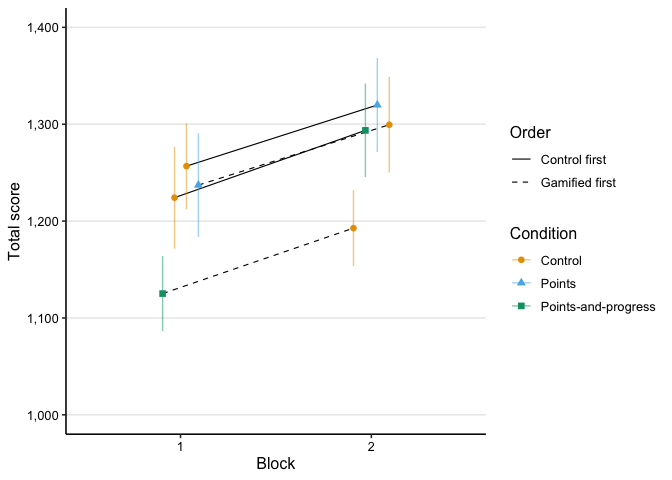 1,400
1,300
1,200
1,100
1,000
Total score
1
2
Block
Order
Control first
Gamified first
Condition
Control
Points
Points-and-progress